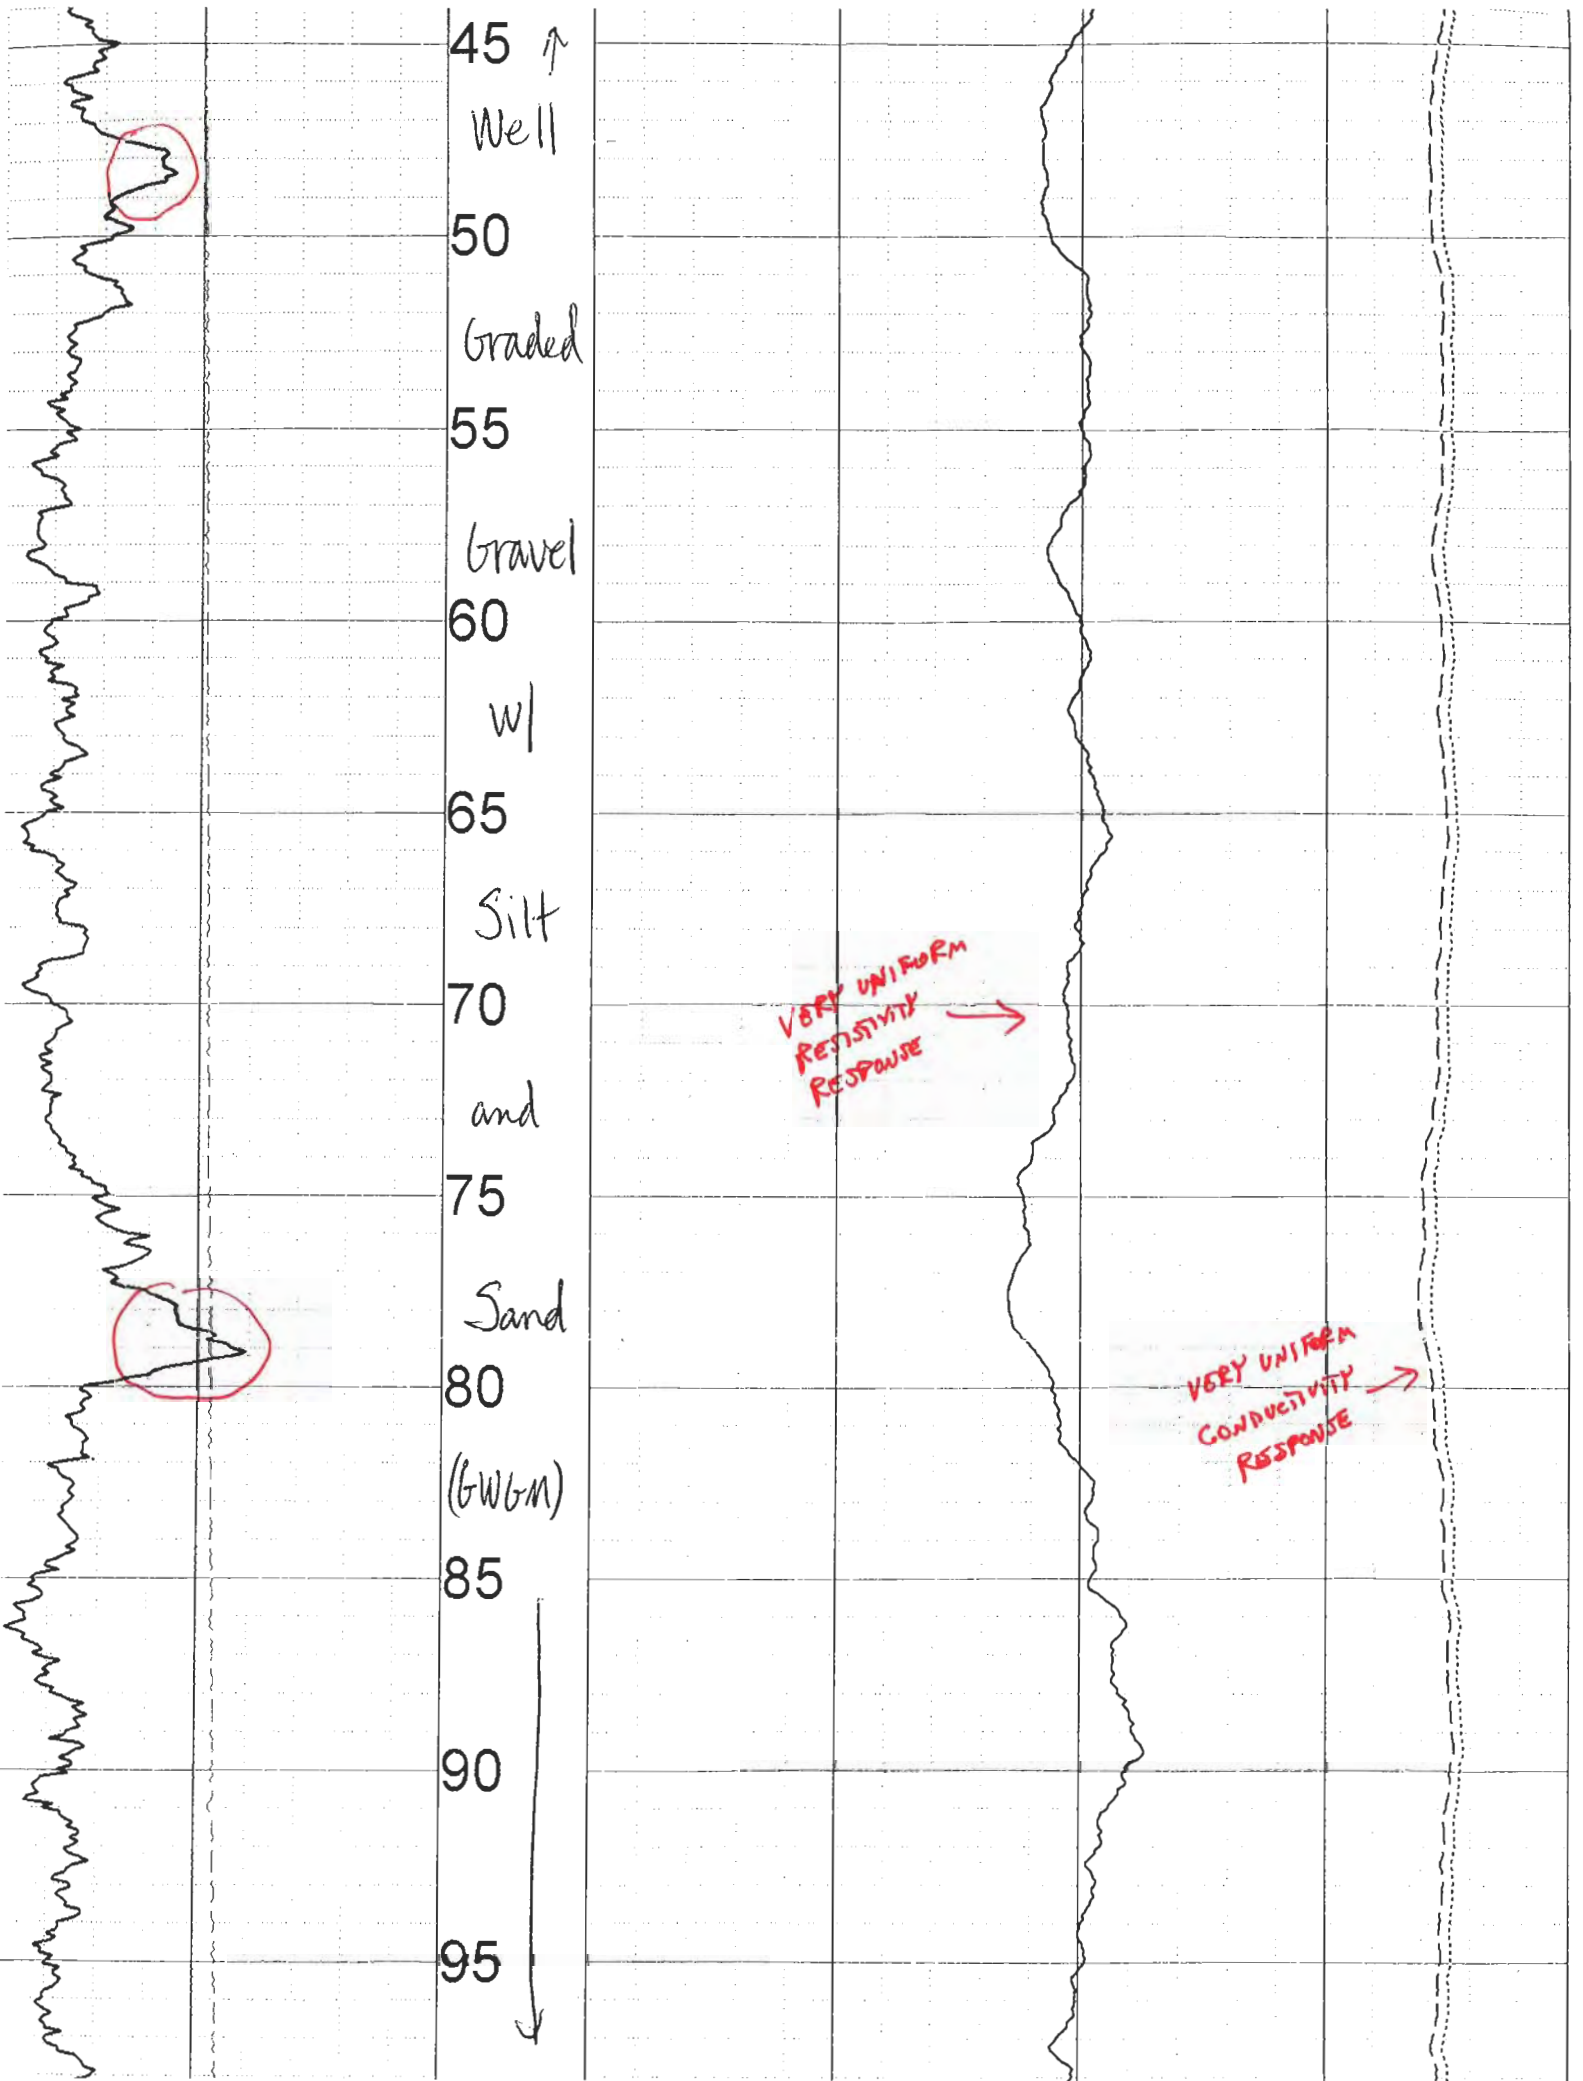 45 ↑
Well
50
Graded
55
Gravel
60
w/
65
Silt
VERY UNIFORM
RESISTIVITY
RESPONSE
70
and
75
Sand
VERY UNIFORM
CONDUCTIVITY
RESPONSE
80
(GWGM)
85
90
95